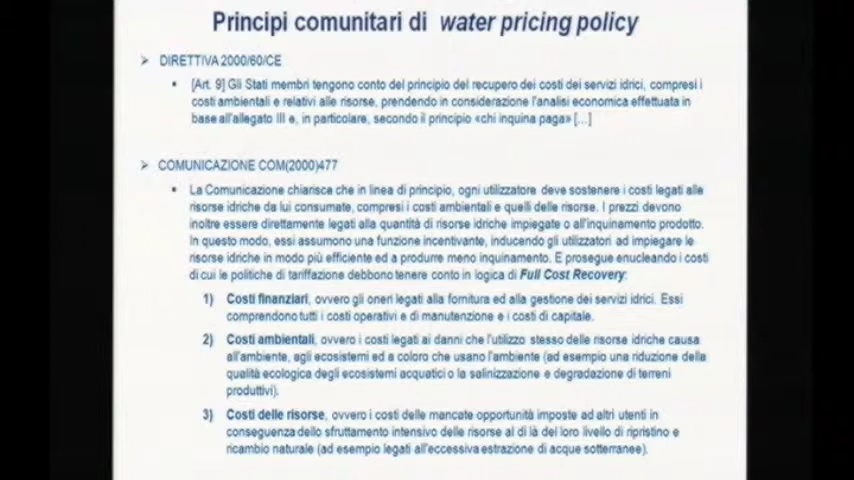 Principi comunitari di water pricing policy
DIRETTIVA 2000/60/CE
[Art. 9] Gli Stati membri tengono conto del principio del recupero dei costi dei servizi idrici, compresi i
costi ambientali e relativi alle risorse, prendendo in considerazione l'analisi economica effettuata in
base all'allegato III e, in particolare, secondo il principio «chi inquina paga» [...]
COMUNICAZIONE COM(2000)477
La Comunicazione chiarisce che in linea di principio, ogni utilizzatore deve sostenere i costi legati alle
risorse idriche da lui consumate, compresi i costi ambientali e quelli delle risorse. I prezzi devono
inoltre essere direttamente legati alla quantità di risorse idriche impiegate o all'inquinamento prodotto.
In questo modo, essi assumono una funzione incentivante, inducendo gli utilizzatori ad impiegare le
risorse idriche in modo più efficiente ed a produrre meno inquinamento. E prosegue enucleando i costi
di cui le politiche di tariffazione debbono tenere conto in logica di Full Cost Recovery:
1) Costi finanziari, ovvero gli oneri legati alla fornitura ed alla gestione dei servizi idrici. Essi
comprendono tutti i costi operativi e di manutenzione e i costi di capitale.
2) Costi ambientali, ovvero i costi legati ai danni che l'utilizzo stesso delle risorse idriche causa
all'ambiente, agli ecosistemi ed a coloro che usano l'ambiente (ad esempio una riduzione della
qualità ecologica degli ecosistemi acquatici o la salinizzazione e degradazione di terreni
produttivi).
3) Costi delle risorse, ovvero i costi delle mancate opportunità imposte ad altri utenti in
conseguenza dello sfruttamento intensivo delle risorse al di là del loro livello di ripristino e
ricambio naturale (ad esempio legati all'eccessiva estrazione di acque sotterranee).